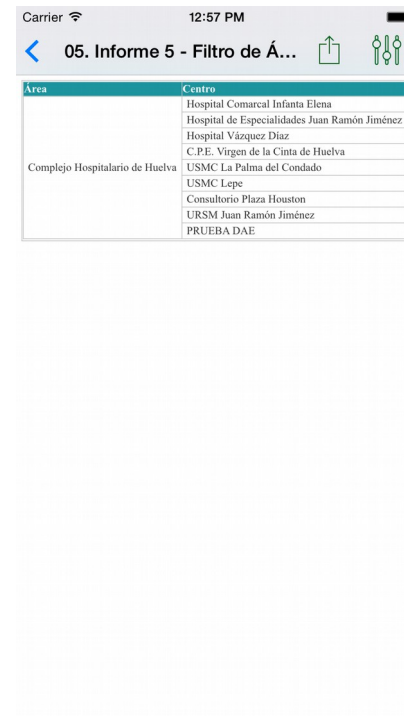 Carrier 12:57 PM
05. Informe 5 - Filtro de Á...
Área Centro
Hospital Comarcal Infanta Elena
Hospital de Especialidades Juan Ramón Jiménez
Hospital Vázquez Díaz
C.P.E. Virgen de la Cinta de Huelva
Complejo Hospitalario de Huelva USMC La Palma del Condado
USMC Lepe
Consultorio Plaza Houston
URSM Juan Ramón Jiménez
PRUEBA DAE